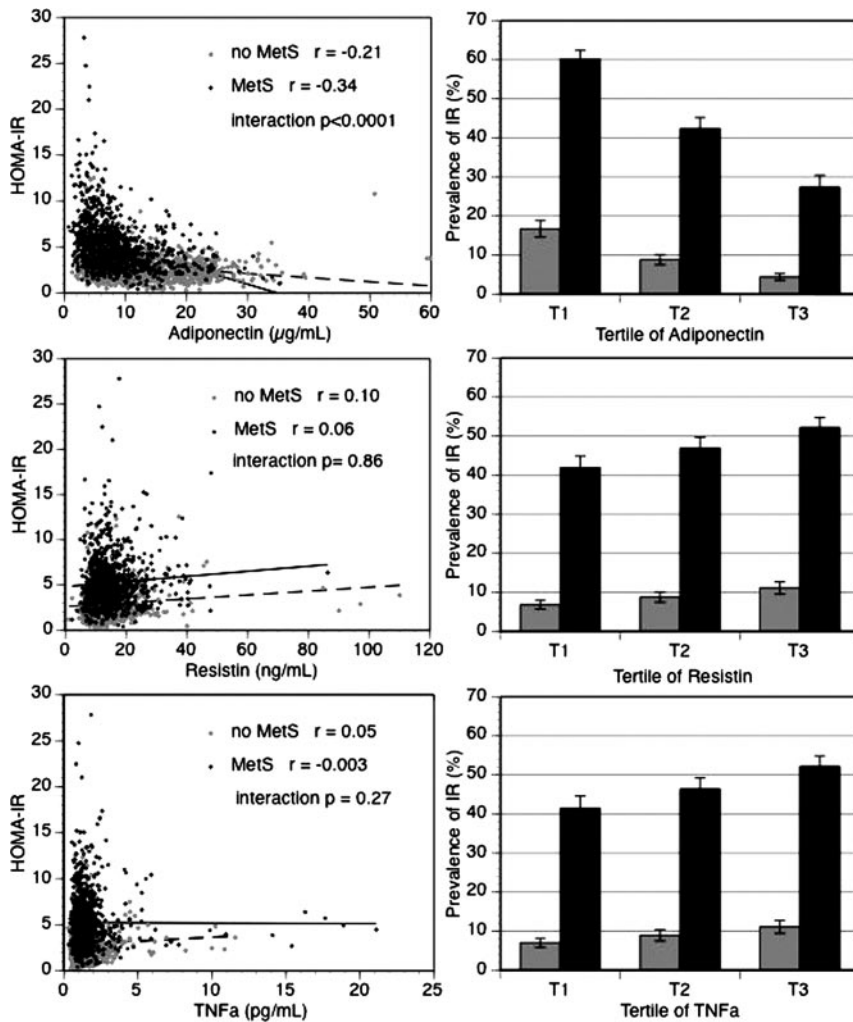 30
25
20
15
10
5
0
HOMA-IR
no MetS r = -0.21
MetS r = -0.34
interaction p<0.0001
0 10 20 30 40 50 60
Adiponectin (µg/mL)
70
60
50
40
30
20
10
0
Prevalence of IR (%)
T1 T2 T3
Tertile of Adiponectin
30
25
20
15
10
5
0
HOMA-IR
no MetS r = 0.10
MetS r = 0.06
interaction p= 0.86
0 20 40 60 80 100 120
Resistin (ng/mL)
70
60
50
40
30
20
10
0
Prevalence of IR (%)
T1 T2 T3
Tertile of Resistin
30
25
20
15
10
5
0
HOMA-IR
no MetS r = 0.05
MetS r = -0.003
interaction p = 0.27
0 5 10 15 20 25
TNFa (pg/mL)
70
60
50
40
30
20
10
0
Prevalence of IR (%)
T1 T2 T3
Tertile of TNFa